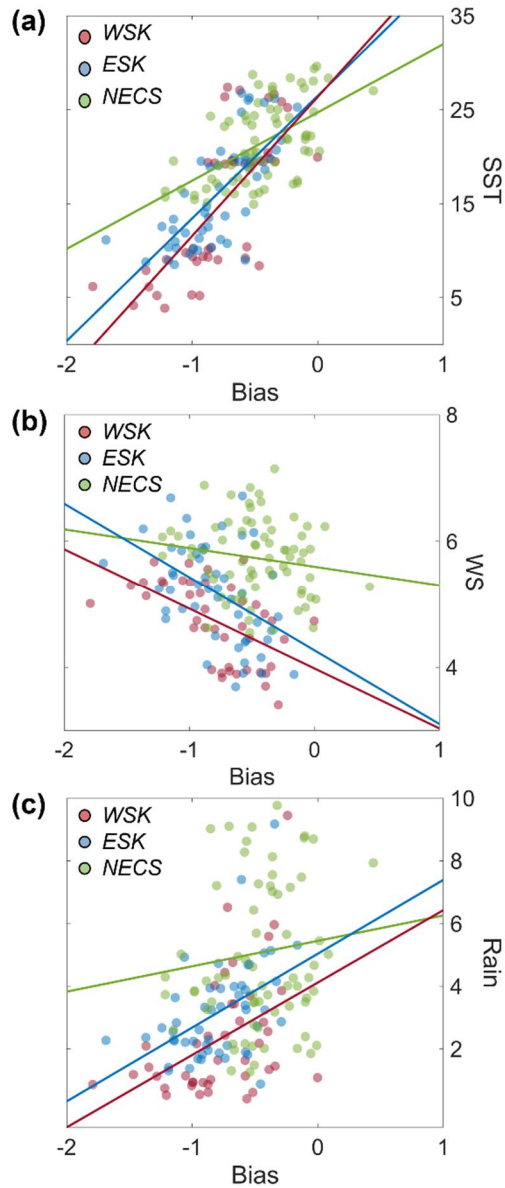 (a)
WSK
ESK
NECS
35
25
15
5
SST
-2 -1 0 1
Bias
(b)
WSK
ESK
NECS
8
6
4
WS
-2 -1 0 1
Bias
(c)
WSK
ESK
NECS
10
8
6
4
2
Rain
-2 -1 0 1
Bias